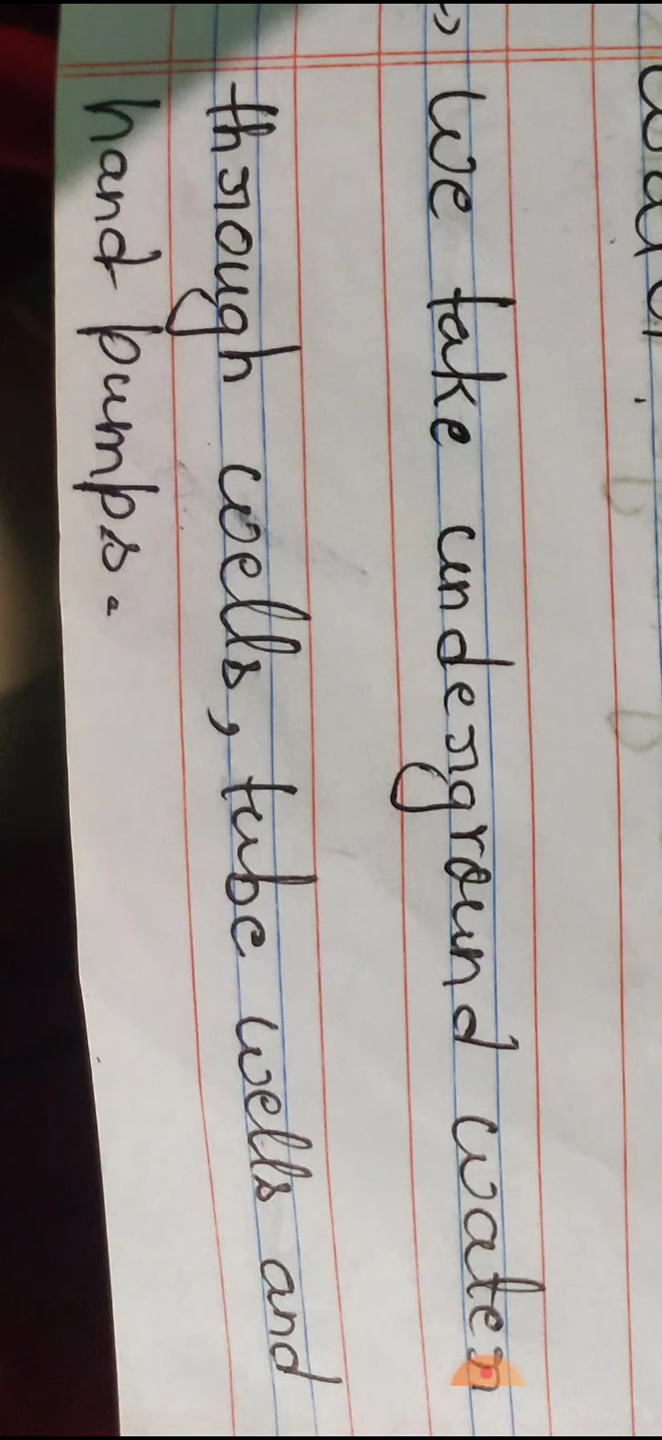 → We take underground water
through wells, tube wells and
hand pumps.